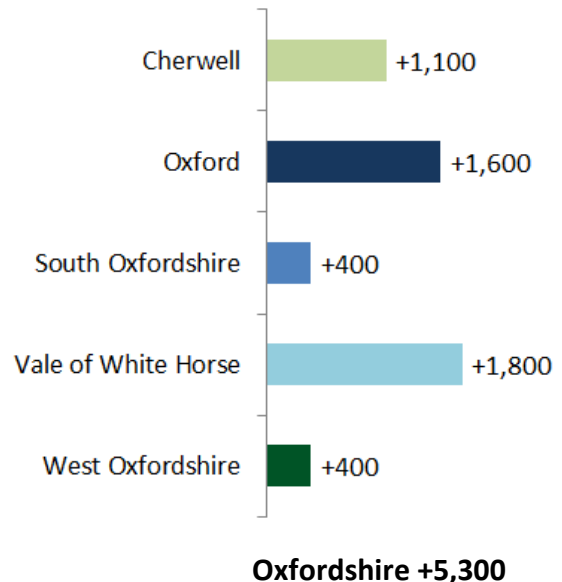 Cherwell +1,100
Oxford +1,600
South Oxfordshire +400
Vale of White Horse +1,800
West Oxfordshire +400
Oxfordshire +5,300